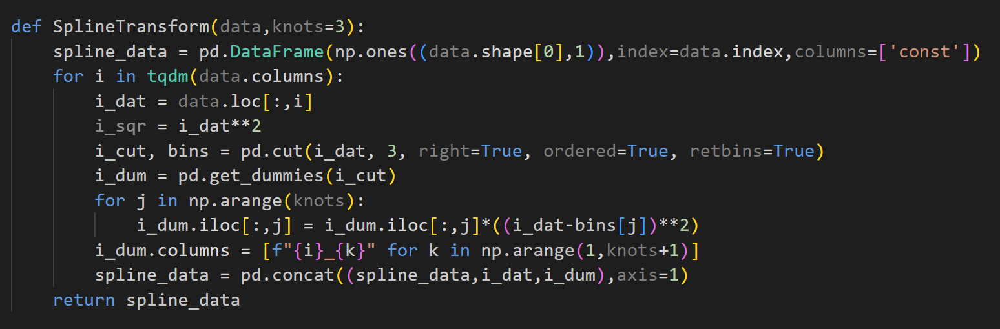 def SplineTransform(data,knots=3):
    spline_data = pd.DataFrame(np.ones((data.shape[0],1)),index=data.index,columns=['const'])
    for i in tqdm(data.columns):
        i_dat = data.loc[:,i]
        i_sqr = i_dat**2
        i_cut, bins = pd.cut(i_dat, 3, right=True, ordered=True, retbins=True)
        i_dum = pd.get_dummies(i_cut)
        for j in np.arange(knots):
            i_dum.iloc[:,j] = i_dum.iloc[:,j]*((i_dat-bins[j])**2)
        i_dum.columns = [f"{i}_{k}" for k in np.arange(1,knots+1)]
        spline_data = pd.concat((spline_data,i_dat,i_dum),axis=1)
    return spline_data